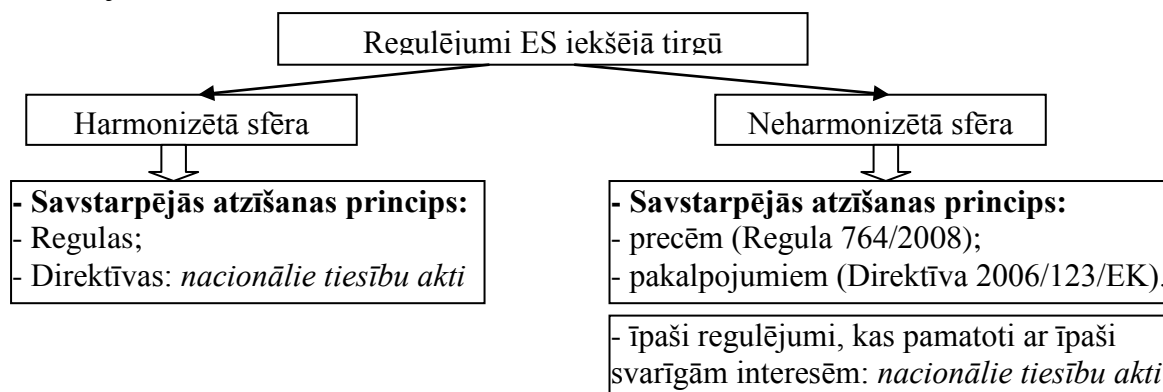 Regulējumi ES iekšējā tirgū
Harmonizētā sfēra
Neharmonizētā sfēra
- Savstarpējās atzīšanas princips:
- Regulas;
- Direktīvas: nacionālie tiesību akti
- Savstarpējās atzīšanas princips:
- precēm (Regula 764/2008);
- pakalpojumiem (Direktīva 2006/123/EK).
- īpaši regulējumi, kas pamatoti ar īpaši
svarīgām interesēm: nacionālie tiesību akti